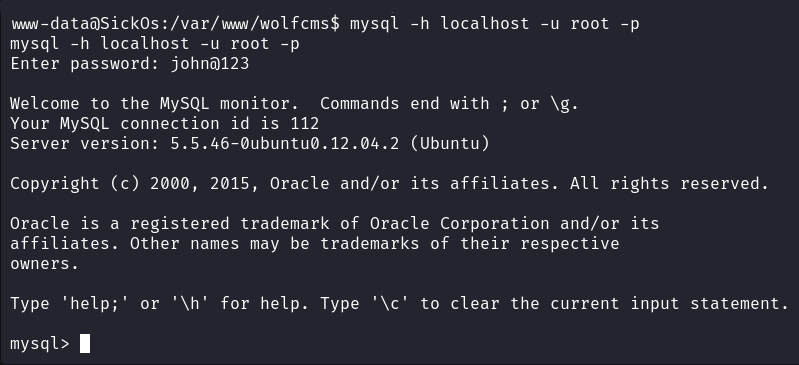 www-data@SickOs:/var/www/wolfcms$ mysql -h localhost -u root -p
mysql -h localhost -u root -p
Enter password: john@123
Welcome to the MySQL monitor.  Commands end with ; or \g.
Your MySQL connection id is 112
Server version: 5.5.46-0ubuntu0.12.04.2 (Ubuntu)
Copyright (c) 2000, 2015, Oracle and/or its affiliates. All rights reserved.
Oracle is a registered trademark of Oracle Corporation and/or its
affiliates. Other names may be trademarks of their respective
owners.
Type 'help;' or '\h' for help. Type '\c' to clear the current input statement.
mysql>